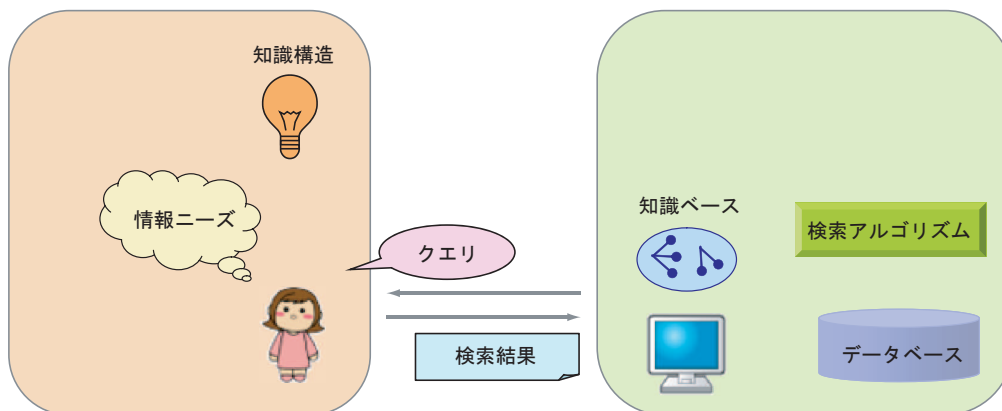 知識構造
情報ニーズ
クエリ
検索結果
知識ベース
検索アルゴリズム
データベース